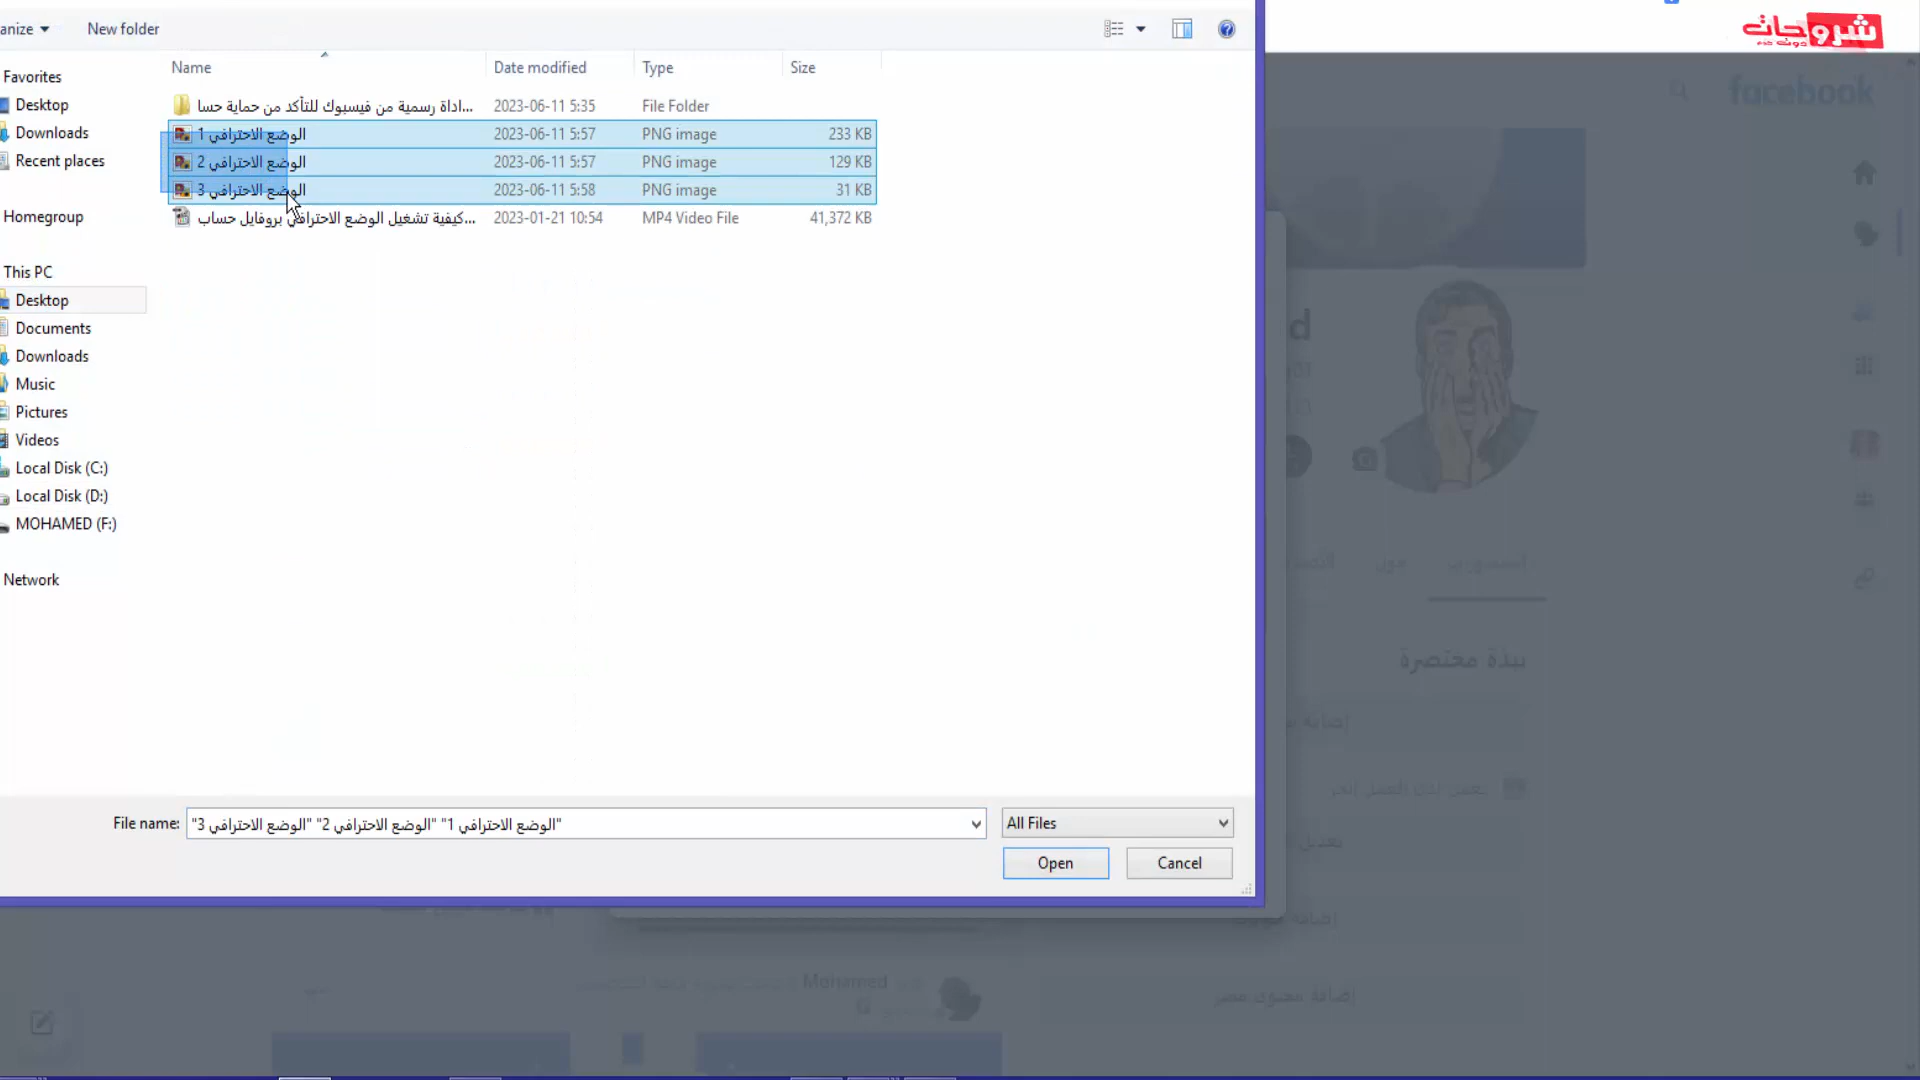 شروحات
دوت كوم
anize
New folder
Name
Date modified
Type
Size
اداة رسمية من فيسبوك للتأكد من حماية حسا...
2023-06-11 5:35
File Folder
الوضع الاحترافي 1
2023-06-11 5:57
PNG image
233 KB
الوضع الاحترافي 2
2023-06-11 5:57
PNG image
129 KB
الوضع الاحترافي 3
2023-06-11 5:58
PNG image
31 KB
كيفية تشغيل الوضع الاحترافي بروفايل حساب...
2023-01-21 10:54
MP4 Video File
41,372 KB
Favorites
Desktop
Downloads
Recent places
Homegroup
This PC
Desktop
Documents
Downloads
Music
Pictures
Videos
Local Disk (C:)
Local Disk (D:)
MOHAMED (F:)
Network
File name:
"الوضع الاحترافي 3" "الوضع الاحترافي 2" "الوضع الاحترافي 1"
All Files
Open
Cancel
facebook
d
حول
نبذة مختصرة
Mohamed